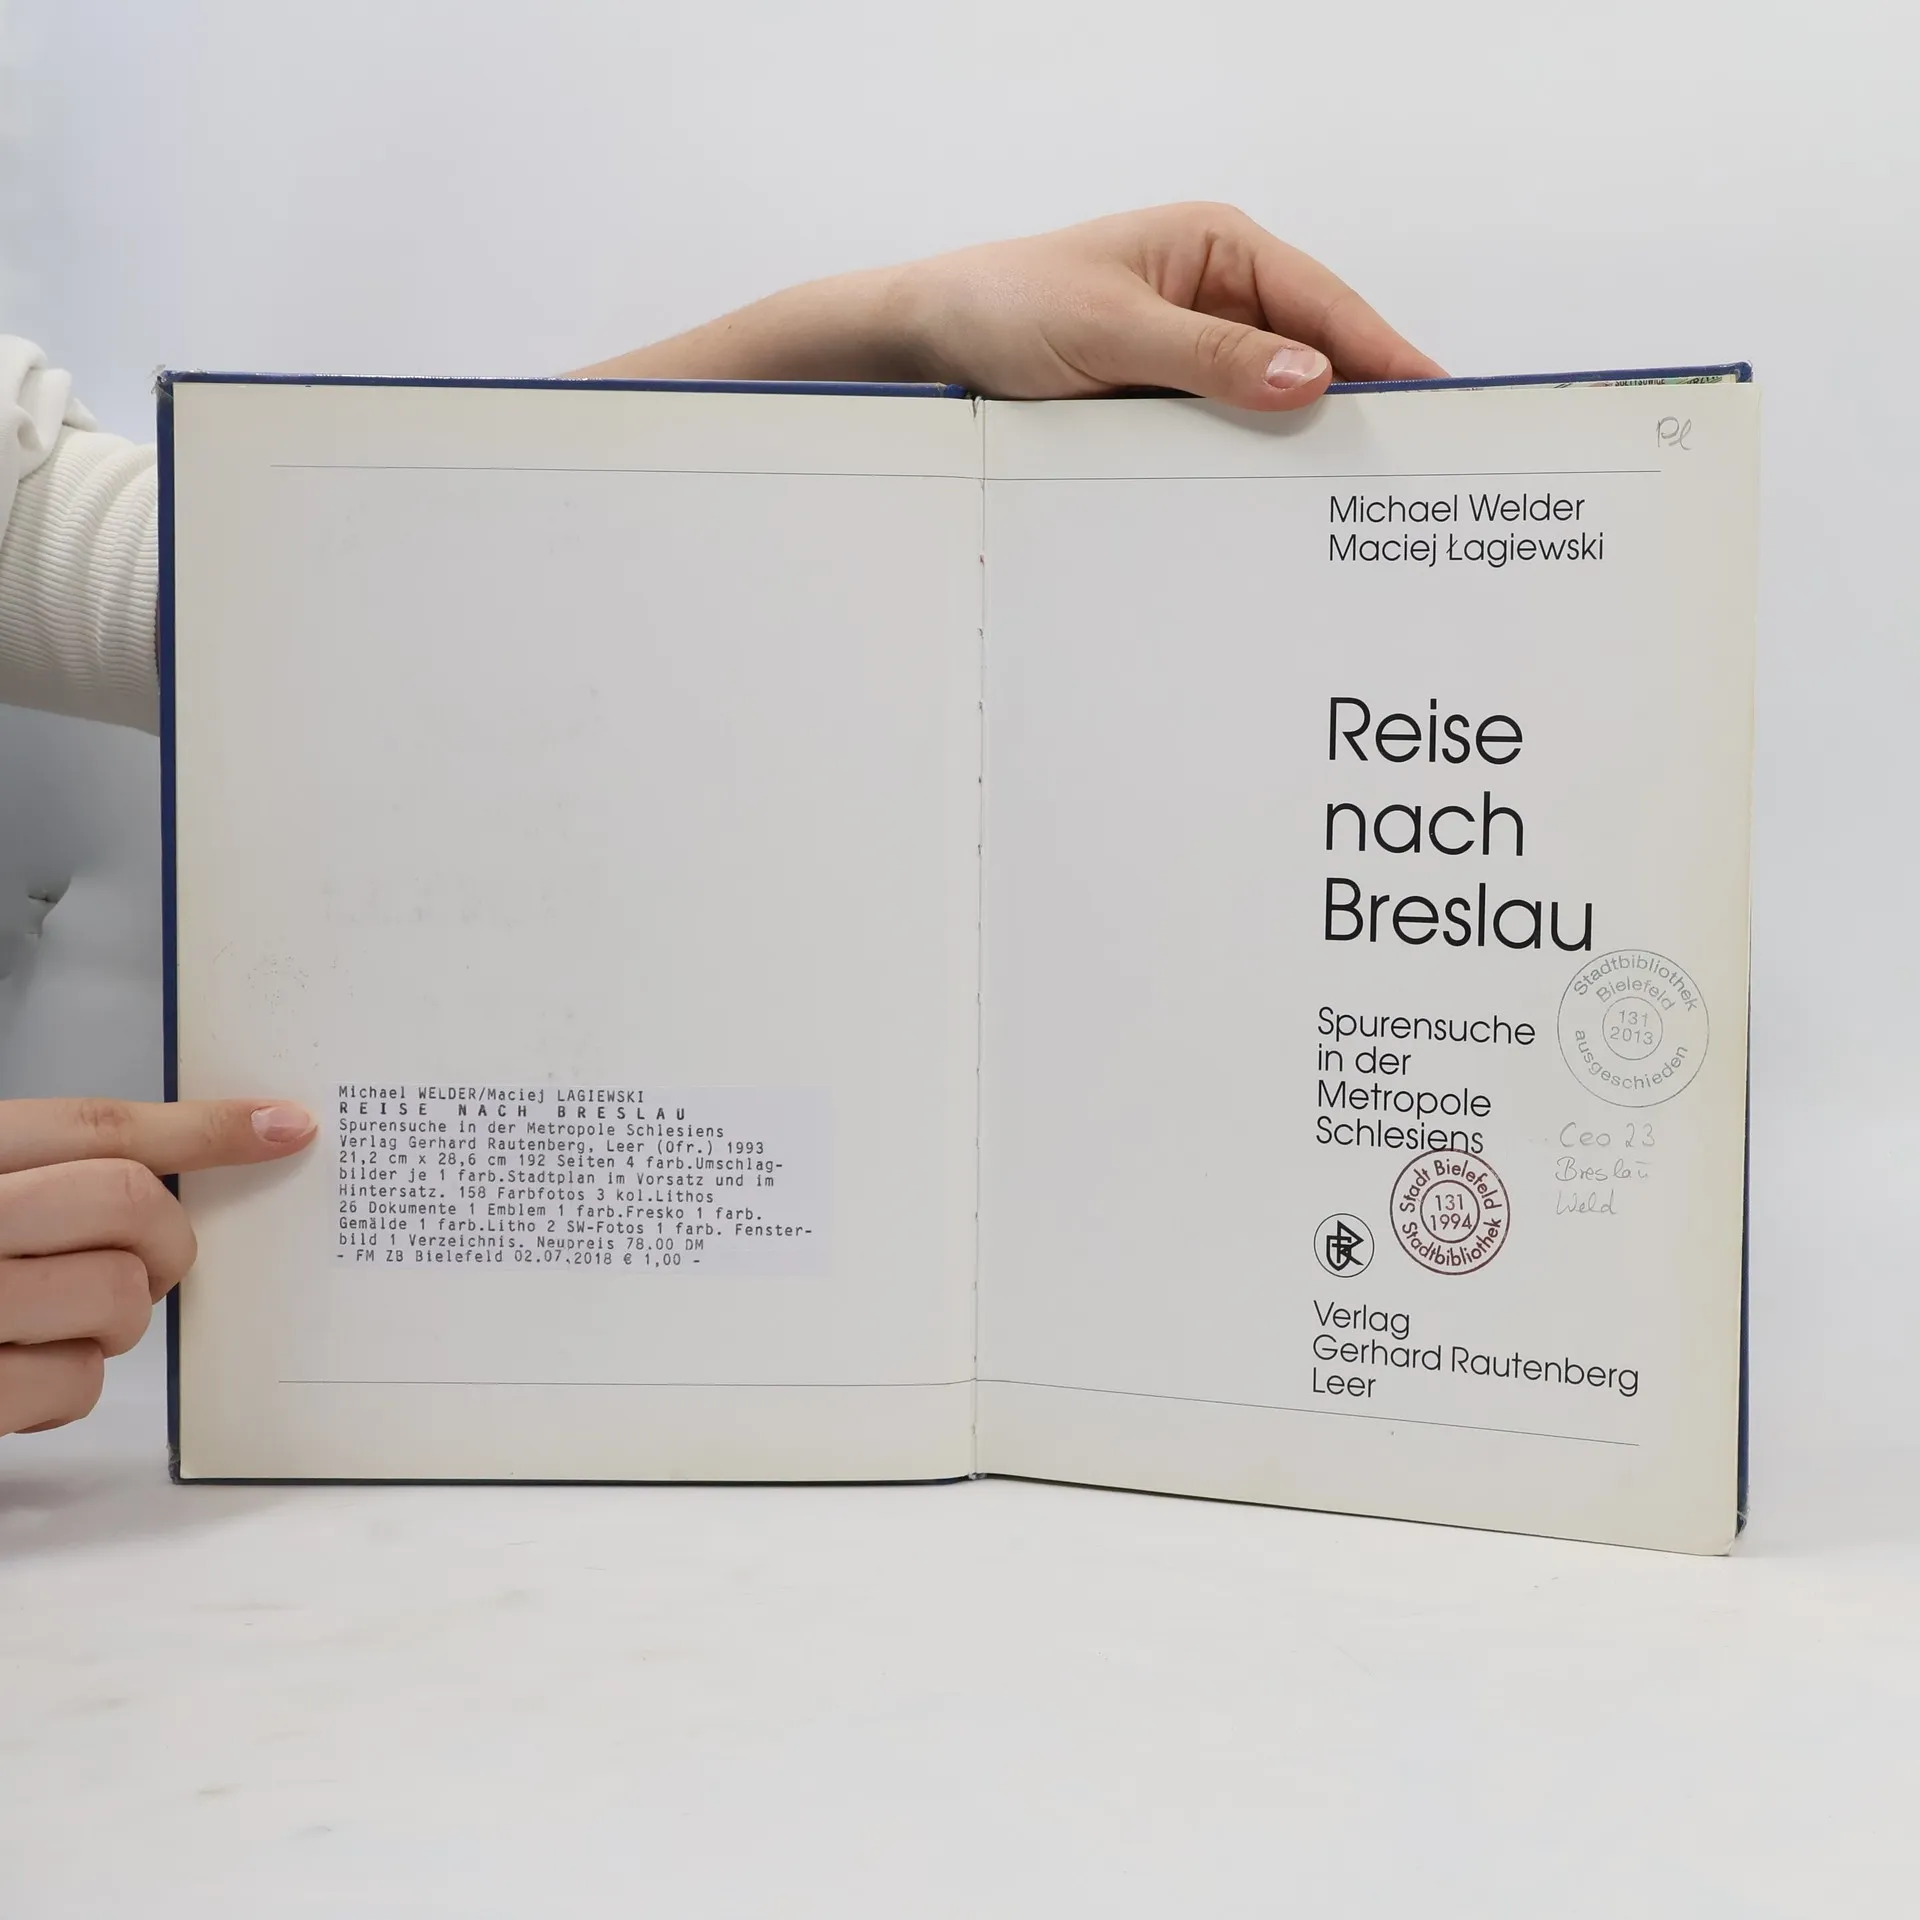 Michael WELDER/Maciej LAGIEWSKI
REISE NACH BRESLAU
Spurensuche in der Metropole Schlesiens
Verlag Gerhard Rautenberg, Leer (Ofr.) 1993
21,2 cm x 28,6 cm 192 Seiten 4 farb.Umschlag-
bilder je 1 farb.Stadtplan im Vorsatz und im
Hintersatz. 158 Farbfotos 3 kol.Lithos
26 Dokumente 1 Emblem 1 farb.Fresko 1 farb.
Gemälde 1 farb.Litho 2 SW-Fotos 1 farb. Fenster-
bild 1 Verzeichnis. Neupreis 78.00 DM
- FM ZB Bielefeld 02.07.2018 € 1,00 -
Pl
Michael Welder
Maciej Łagiewski
Reise
nach
Breslau
Stadtbibliothek
Bielefeld
131
2013
ausgeschieden
Spurensuche
in der
Metropole
Schlesiens
Ceo 23
Breslau
Weld
Stadt Bielefeld
131
1994
Stadtbibliothek
Verlag
Gerhard Rautenberg
Leer